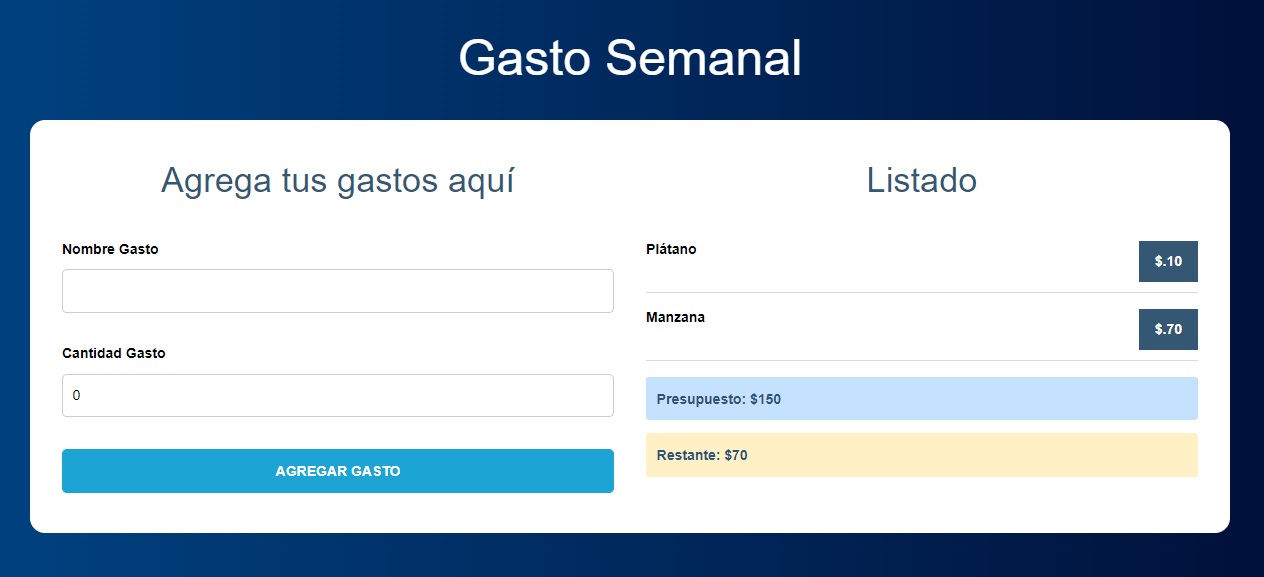 Gasto Semanal
Agrega tus gastos aquí
Nombre Gasto
Cantidad Gasto
0
AGREGAR GASTO
Listado
Plátano
$.10
Manzana
$.70
Presupuesto: $150
Restante: $70